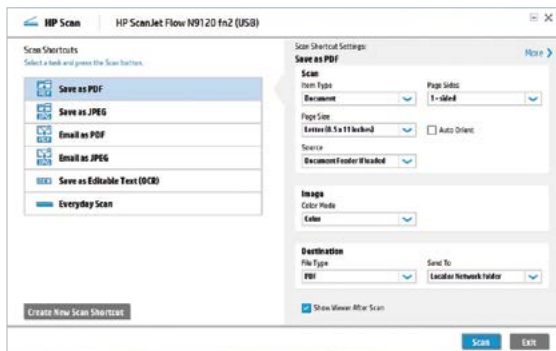 HP Scan
HP ScanJet Flow N9120 fn2 (USB)
Scan Shortcuts
Select a task and press the Scan button.
Save as PDF
Save as JPEG
Email as PDF
Email as JPEG
Save as Editable Text (OCR)
Everyday Scan
Create New Scan Shortcut
Scan Shortcut Settings:
Save as PDF
More
Scan
Item Type
Page Sides
Document
1-sided
Page Size
Letter (8.5 x 11 inches)
Auto Orient
Source
Document Feeder if loaded
Image
Color Mode
Color
Destination
File Type
Send To
PDF
Locator Network Folder
Show Viewer After Scan
Scan
Exit